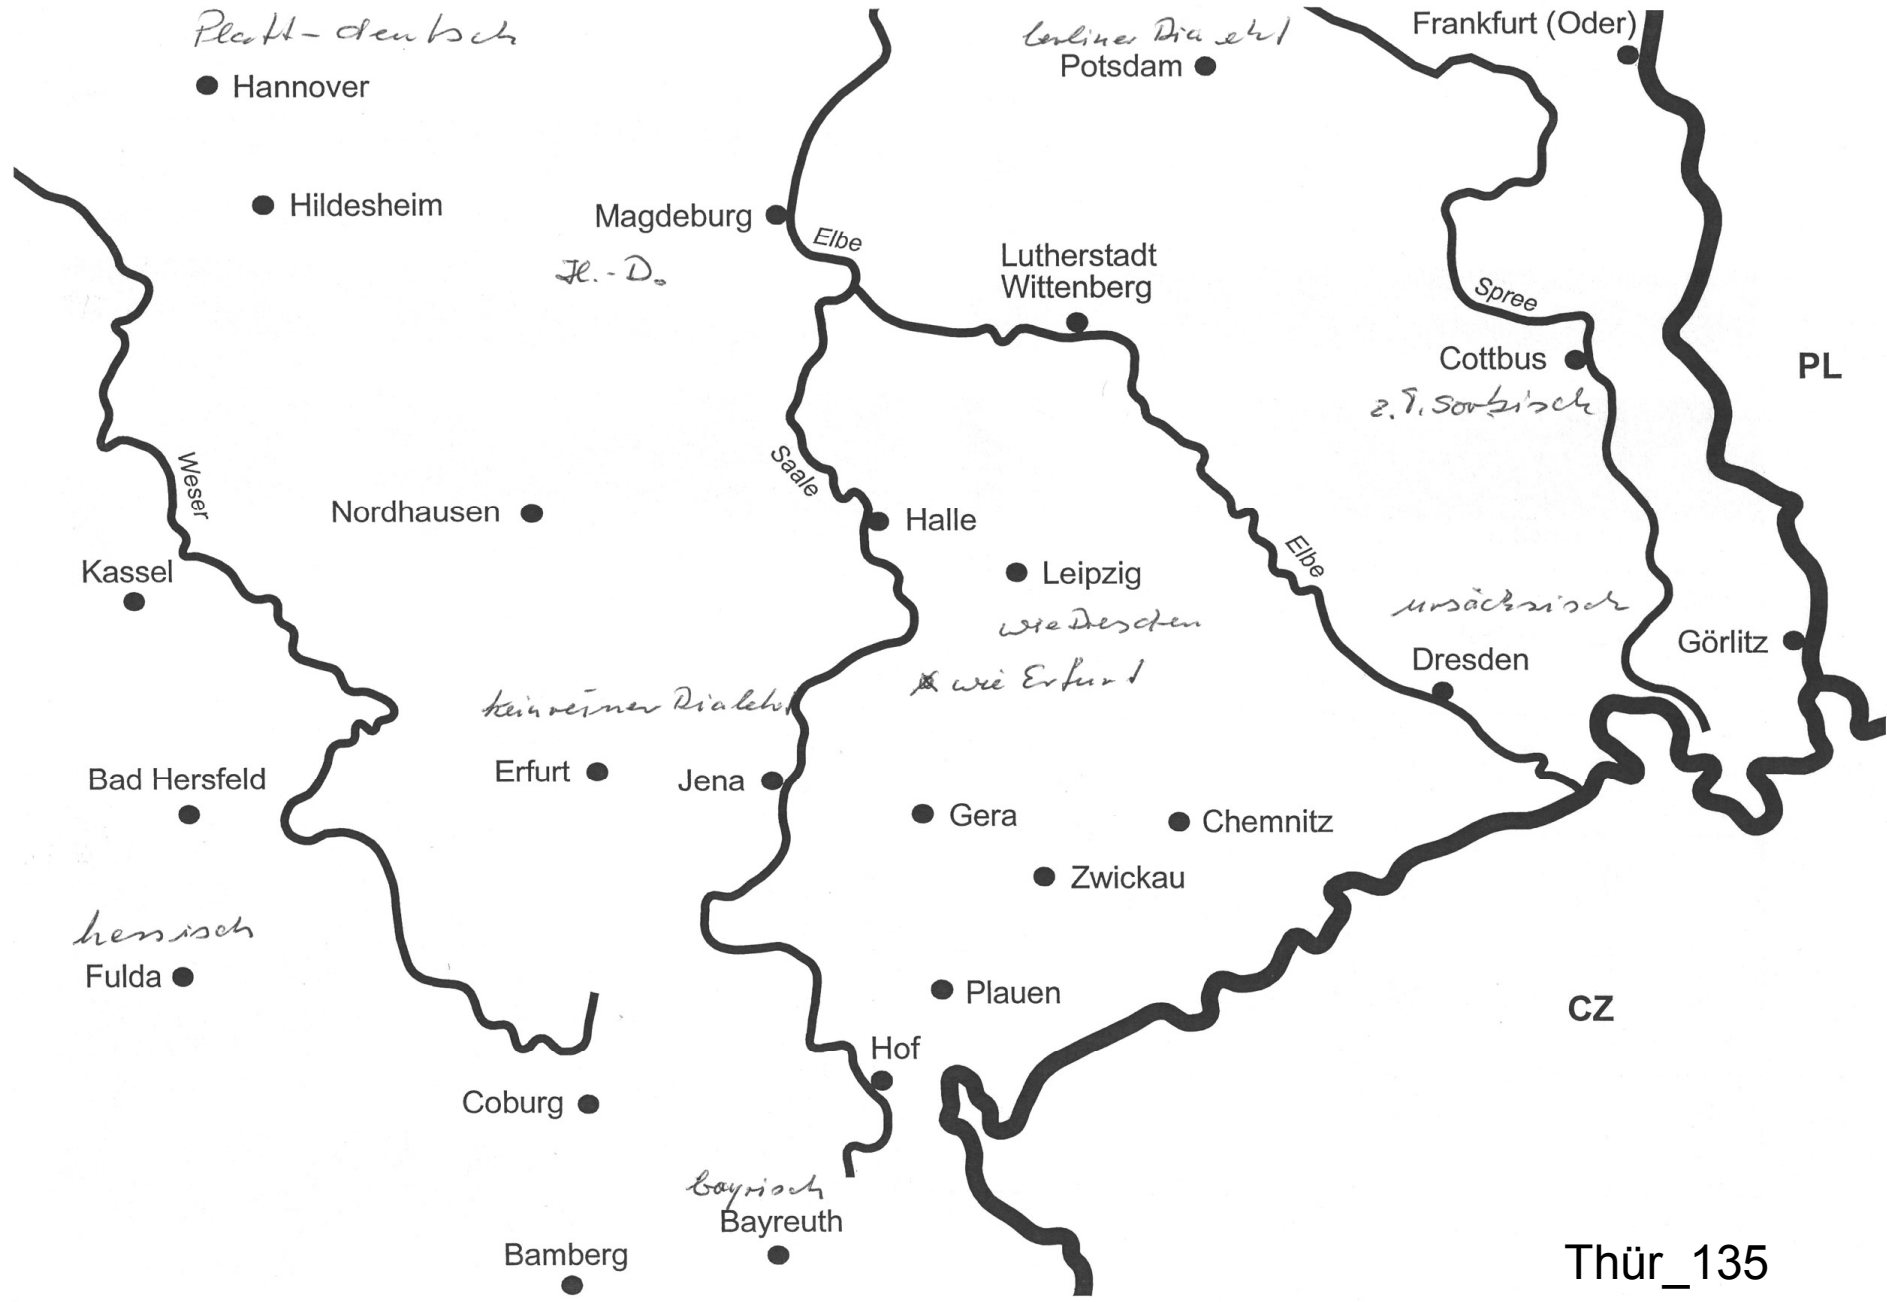 Platt-deutsch
Hannover
berliner Dialekt
Potsdam
Frankfurt (Oder)
Hildesheim
Magdeburg
Elbe
H.-D.
Lutherstadt
Wittenberg
Spree
Cottbus
z.T. sorbisch
PL
Weser
Saale
Nordhausen
Halle
Elbe
Kassel
Leipzig
wie Dresden
wie Erfurt
ursächsisch
Dresden
Görlitz
kein reiner Dialekt
Erfurt
Jena
Bad Hersfeld
Gera
Chemnitz
Zwickau
hessisch
Fulda
Plauen
CZ
Hof
Coburg
bayrisch
Bayreuth
Bamberg
Thür_135